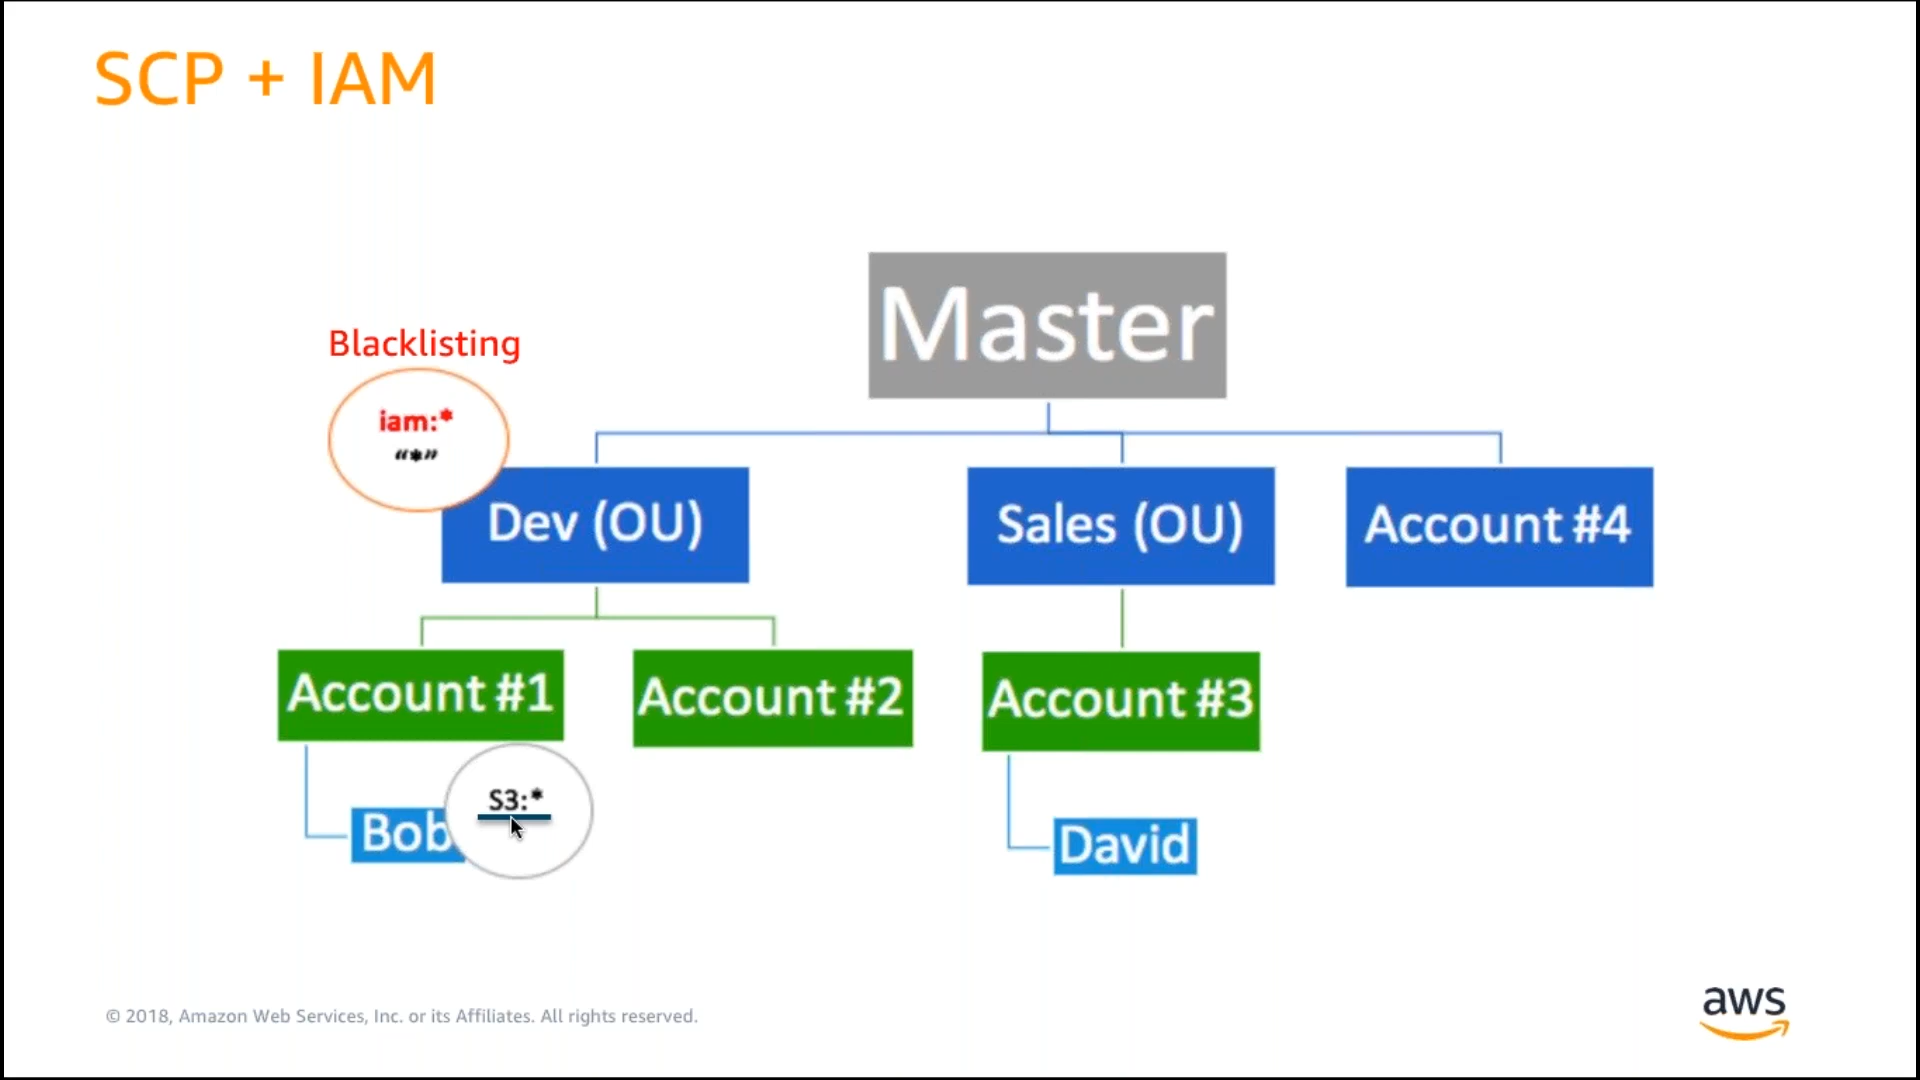 SCP + IAM
Master
Blacklisting
iam:*
“*”
Dev (OU)
Sales (OU)
Account #4
Account #1
Account #2
Account #3
S3:*
Bob
David
© 2018, Amazon Web Services, Inc. or its Affiliates. All rights reserved.
aws